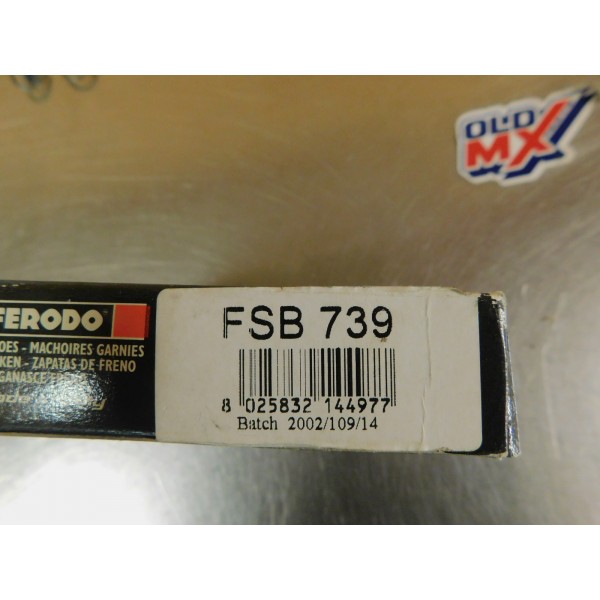 OLD
MX
FERODO
OES - MACHOIRES GARNIES
KEN - ZAPATAS DE FRENO
GANASCE
FSB 739
8 025832 144977
Batch 2002/109/14